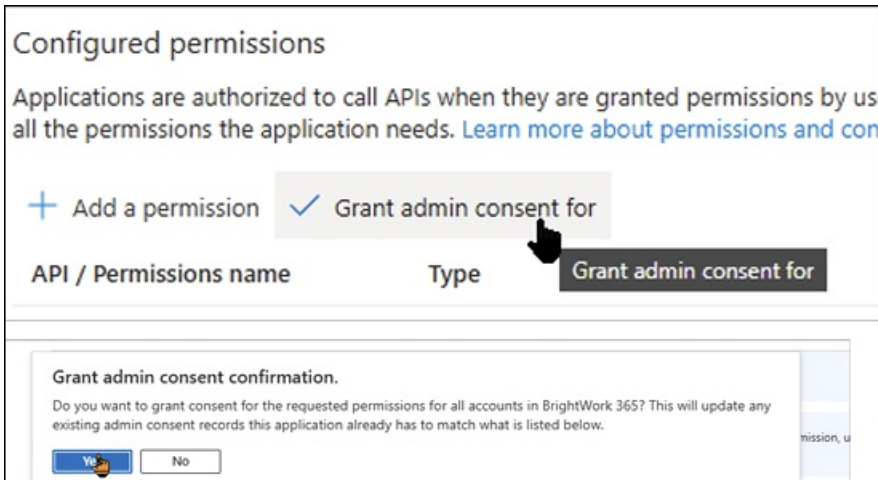 Configured permissions
Applications are authorized to call APIs when they are granted permissions by
all the permissions the application needs. Learn more about permissions and
Add a permission Grant admin consent for
API / Permissions name Type Grant admin consent for
Grant admin consent confirmation.
Do you want to grant consent for the requested permissions for all accounts in BrightWork 365? This will update any
existing admin consent records this application already has to match what is listed below.
Yes No